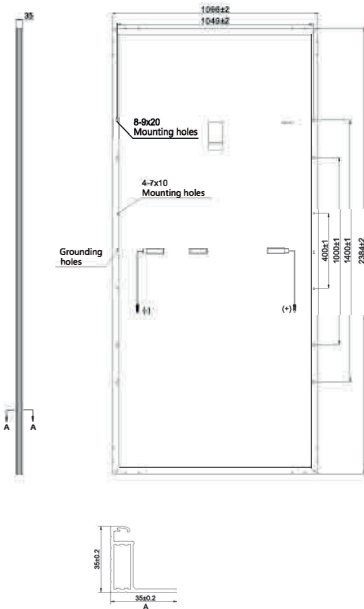 35
1096±2
1049±2
8-9x20
Mounting holes
4-7x10
Mounting holes
Grounding
holes
400±1
1000±1
1400±1
2384±2
(-)
(+)
A A
35±0.2
35±0.2
A